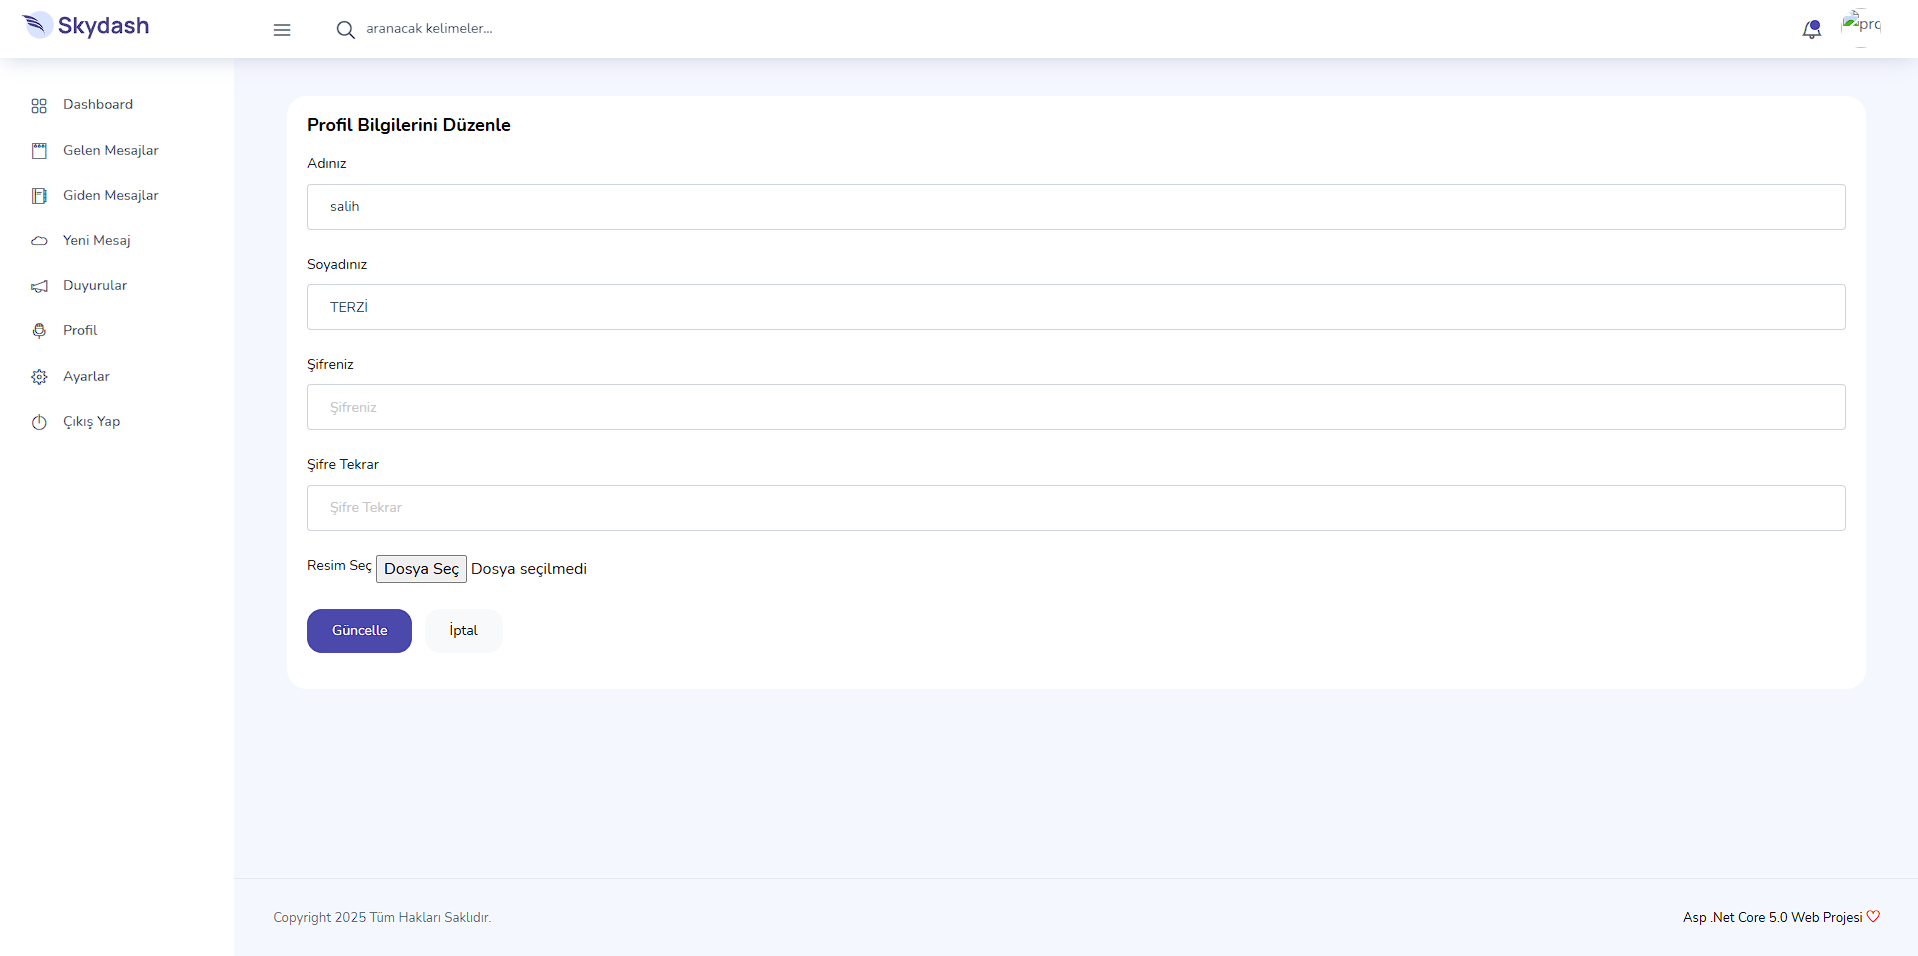 Skydash
aranacak kelimeler...
Dashboard
Gelen Mesajlar
Giden Mesajlar
Yeni Mesaj
Duyurular
Profil
Ayarlar
Çıkış Yap
Profil Bilgilerini Düzenle
Adınız
salih
Soyadınız
TERZİ
Şifreniz
Şifreniz
Şifre Tekrar
Şifre Tekrar
Resim Seç Dosya Seç Dosya seçilmedi
Güncelle İptal
Copyright 2025 Tüm Hakları Saklıdır.
Asp .Net Core 5.0 Web Projesi